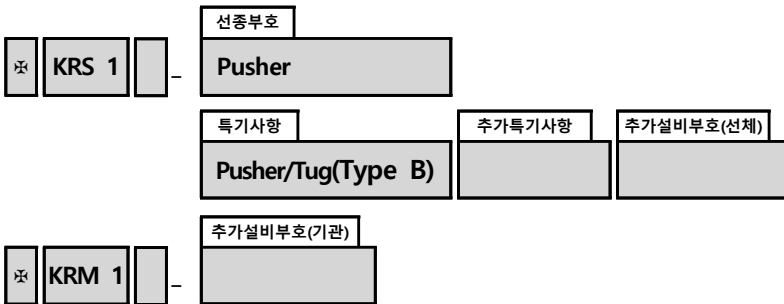 선종부호
✠ KRS 1 – Pusher
특기사항 추가특기사항 추가설비부호(선체)
Pusher/Tug(Type B)
추가설비부호(기관)
✠ KRM 1 –